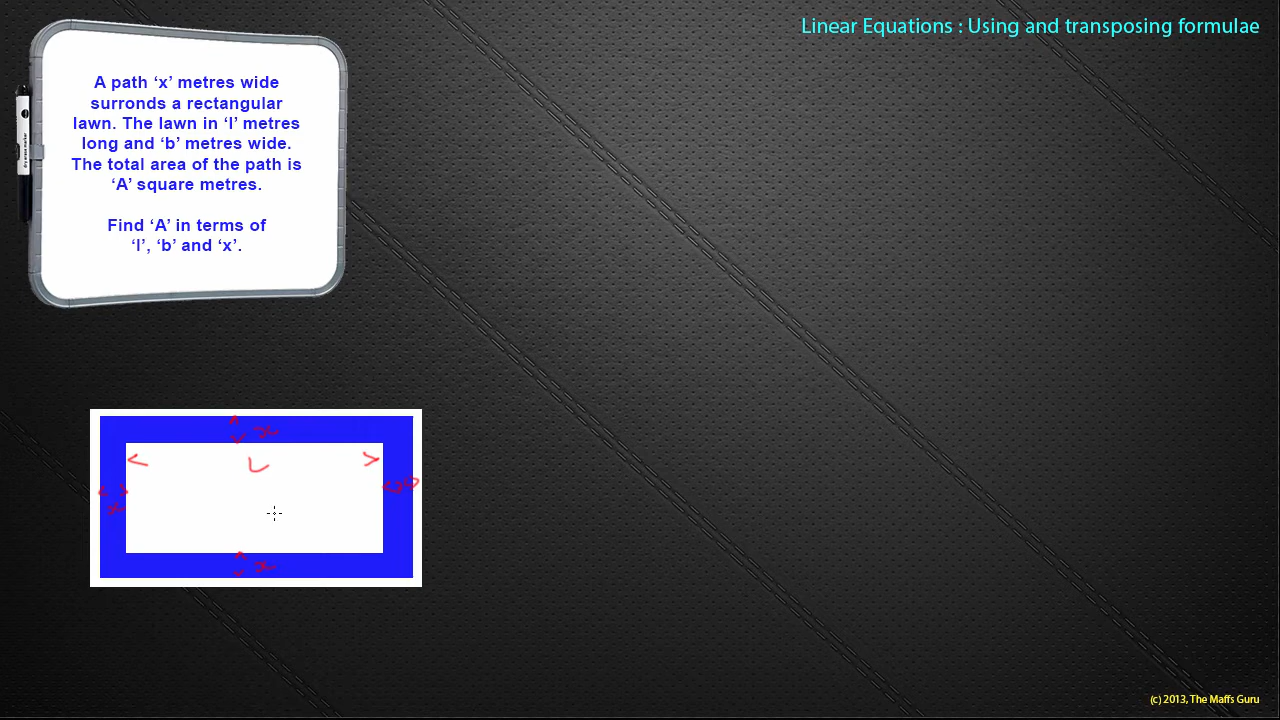 Linear Equations : Using and transposing formulae
A path ‘x’ metres wide
surronds a rectangular
lawn. The lawn in ‘l’ metres
long and ‘b’ metres wide.
The total area of the path is
‘A’ square metres.
Find ‘A’ in terms of
‘l’, ‘b’ and ‘x’.
x
L
x
x
(c) 2013, The Maffs Guru